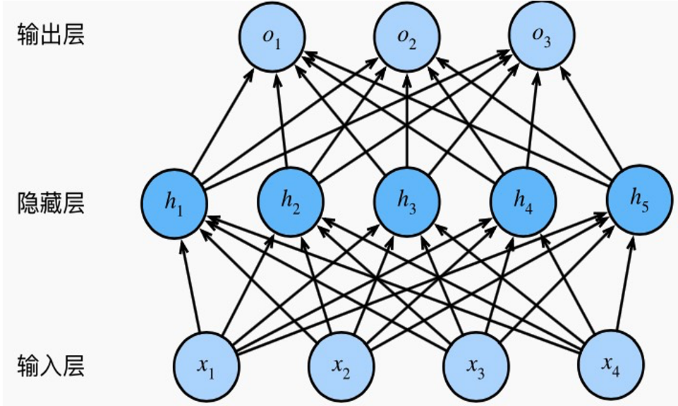 输出层 o1 o2 o3
隐藏层 h1 h2 h3 h4 h5
输入层 x1 x2 x3 x4